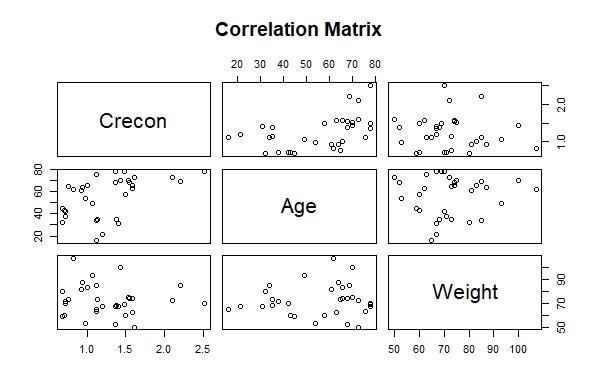 Correlation Matrix
20 30 40 50 60 70 80
Crecon
1.0 2.0
20 40 60 80
Age
Weight
50 70 90
1.0 1.5 2.0 2.5
50 60 70 80 90 100